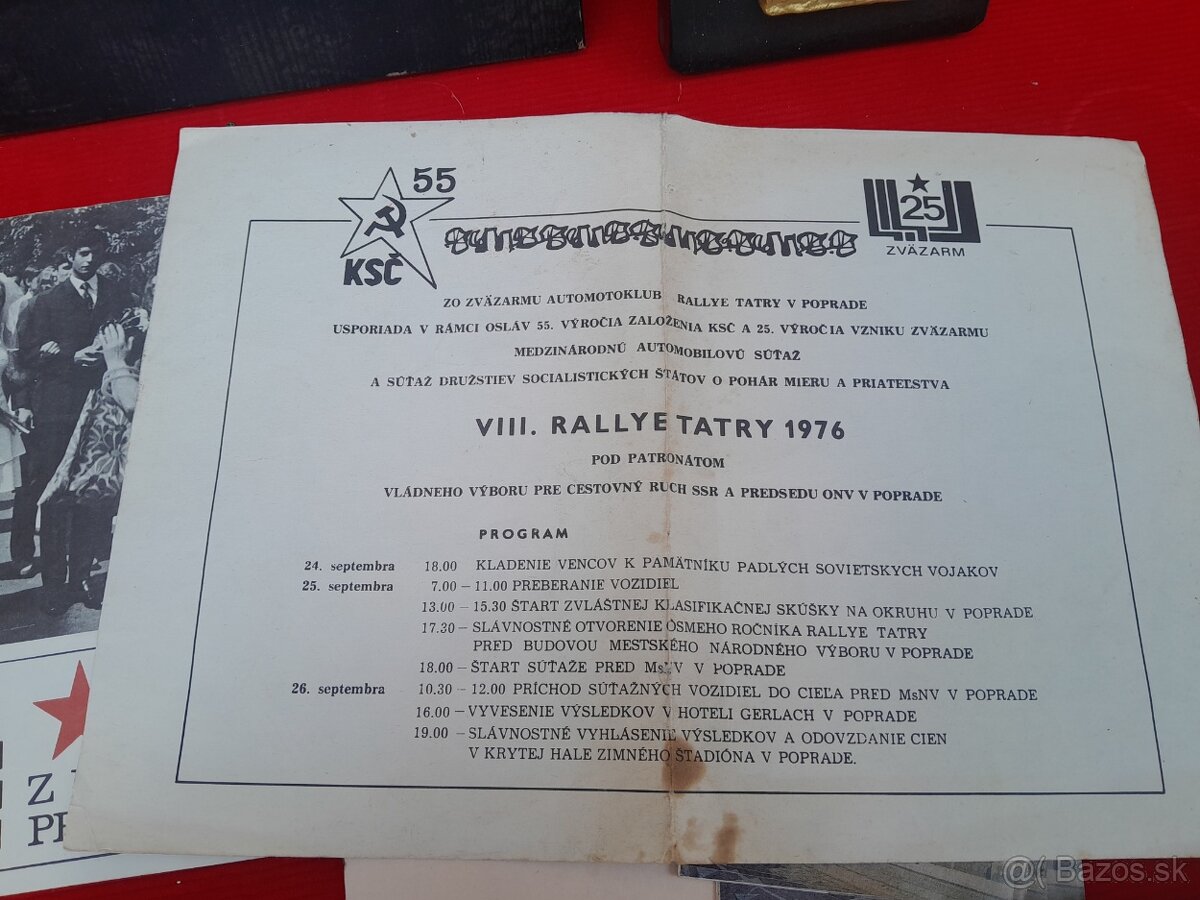 55
KSČ
25
ZVÄZARM
ZO ZVÄZARMU AUTOMOTOKLUB RALLYE TATRY V POPRADE
USPORIADA V RÁMCI OSLÁV 55. VÝROČIA ZALOŽENIA KSČ A 25. VÝROČIA VZNIKU ZVÄZARMU
MEDZINÁRODNÚ AUTOMOBILOVÚ SÚŤAŽ
A SÚŤAŽ DRUŽSTIEV SOCIALISTICKÝCH ŠTÁTOV O POHÁR MIERU A PRIATEĽSTVA
VIII. RALLYE TATRY 1976
POD PATRONÁTOM
VLÁDNEHO VÝBORU PRE CESTOVNÝ RUCH SSR A PREDSEDU ONV V POPRADE
PROGRAM
24. septembra 18.00 KLADENIE VENCOV K PAMÄTNÍKU PADLÝCH SOVIETSKYCH VOJAKOV
25. septembra 7.00 – 11.00 PREBERANIE VOZIDIEL
13.00 – 15.30 ŠTART ZVLÁŠTNEJ KLASIFIKAČNEJ SKÚŠKY NA OKRUHU V POPRADE
17.30 – SLÁVNOSTNÉ OTVORENIE ÔSMEHO ROČNÍKA RALLYE TATRY
PRED BUDOVOU MESTSKÉHO NÁRODNÉHO VÝBORU V POPRADE
18.00 – ŠTART SÚŤAŽE PRED MsNV V POPRADE
26. septembra 10.30 – 12.00 PRÍCHOD SÚŤAŽNÝCH VOZIDIEL DO CIEĽA PRED MsNV V POPRADE
16.00 – VYVESENIE VÝSLEDKOV V HOTELI GERLACH V POPRADE
19.00 – SLÁVNOSTNÉ VYHLÁSENIE VÝSLEDKOV A ODOVZDANIE CIEN
V KRYTEJ HALE ZIMNÉHO ŠTADIÓNA V POPRADE.
Z
Bazos.sk